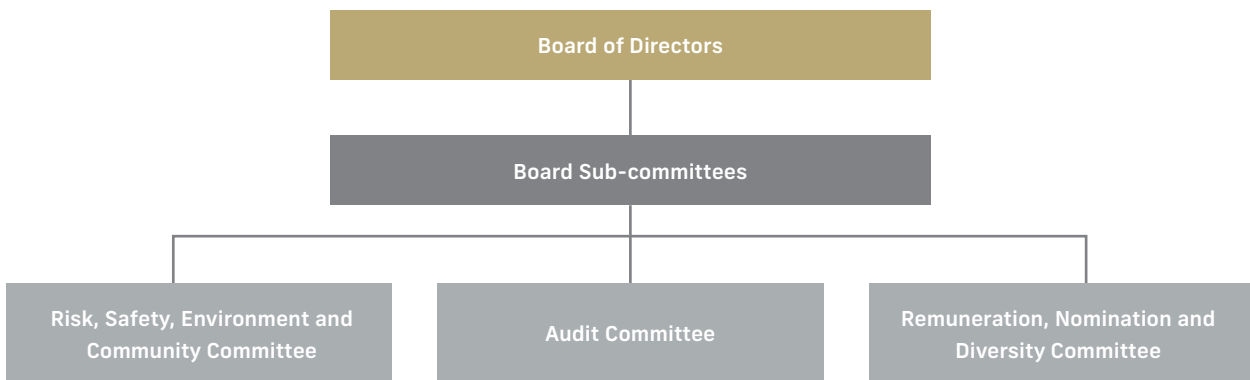 Board of Directors
Board Sub-committees
Risk, Safety, Environment and
Community Committee
Audit Committee
Remuneration, Nomination and
Diversity Committee